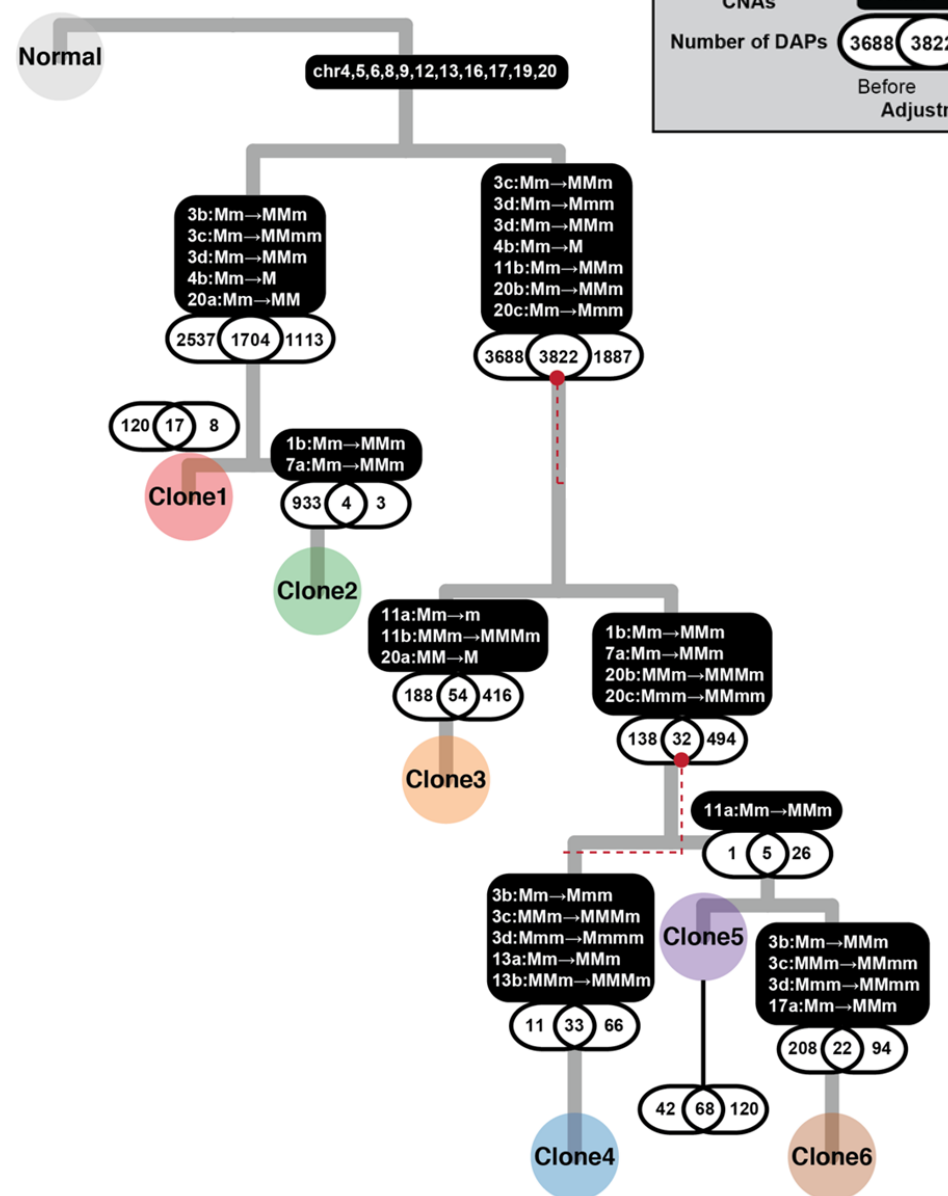 CNAs
Number of DAPs 3688 3822
Before
Normal
chr4,5,6,8,9,12,13,16,17,19,20
3b:Mm→MMm
3c:Mm→MMmm
3d:Mm→MMm
4b:Mm→M
20a:Mm→MM
2537 1704 1113
3c:Mm→MMm
3d:Mm→Mmm
3d:Mm→MMm
4b:Mm→M
11b:Mm→MMm
20b:Mm→MMm
20c:Mm→Mmm
3688 3822 1887
120 17 8
Clone1
1b:Mm→MMm
7a:Mm→MMm
933 4 3
Clone2
11a:Mm→m
11b:MMm→MMMm
20a:MM→M
188 54 416
Clone3
1b:Mm→MMm
7a:Mm→MMm
20b:MMm→MMMm
20c:Mmm→MMmm
138 32 494
11a:Mm→MMm
1 5 26
3b:Mm→Mmm
3c:MMm→MMMm
3d:Mmm→Mmmm
13a:Mm→MMm
13b:MMm→MMMm
11 33 66
Clone4
Clone5
42 68 120
3b:Mm→MMm
3c:MMm→MMmm
3d:Mmm→MMmm
17a:Mm→MMm
208 22 94
Clone6